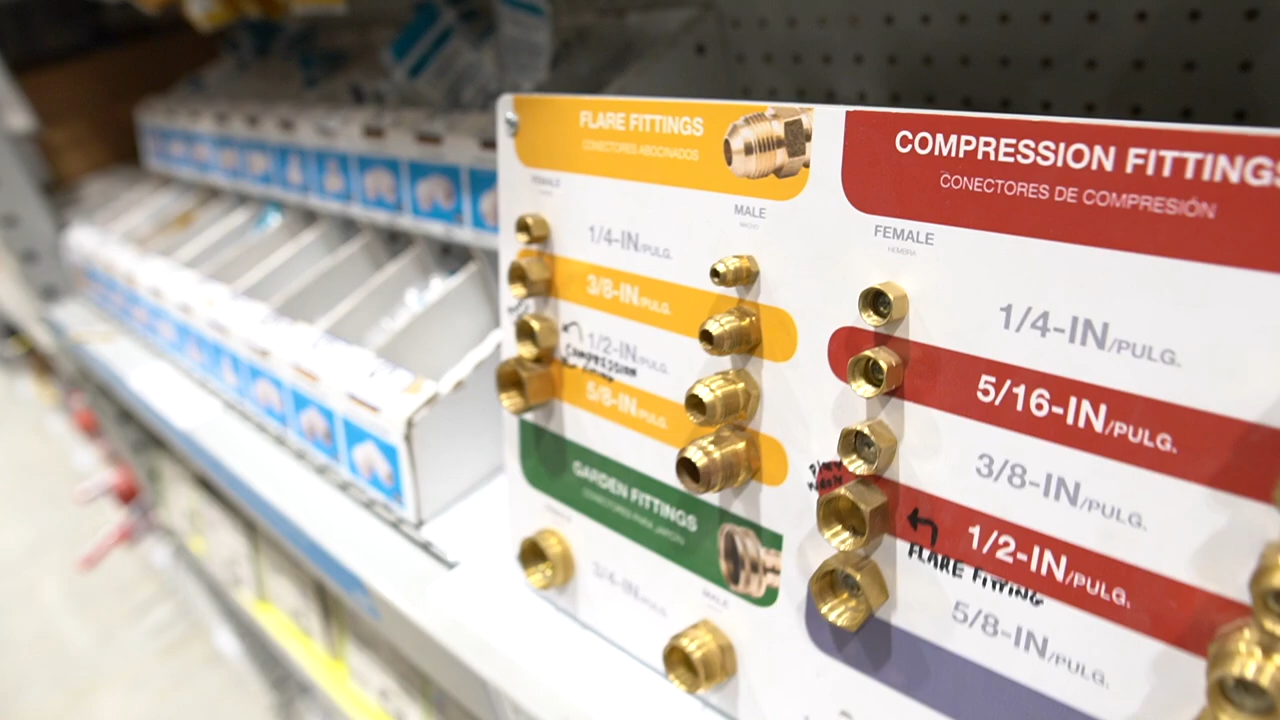 FLARE FITTINGS
CONECTORES ABOCINADOS
FEMALE
MALE
MACHO
1/4-IN/PULG.
3/8-IN/PULG.
1/2-IN/PULG.
COMPRESSION
5/8-IN/PULG.
GARDEN FITTINGS
CONECTORES PARA JARDÍN
3/4-IN/PULG.
MALE
COMPRESSION FITTINGS
CONECTORES DE COMPRESIÓN
FEMALE
HEMBRA
1/4-IN/PULG.
5/16-IN/PULG.
3/8-IN/PULG.
1/2-IN/PULG.
FLARE FITTING
5/8-IN/PULG.